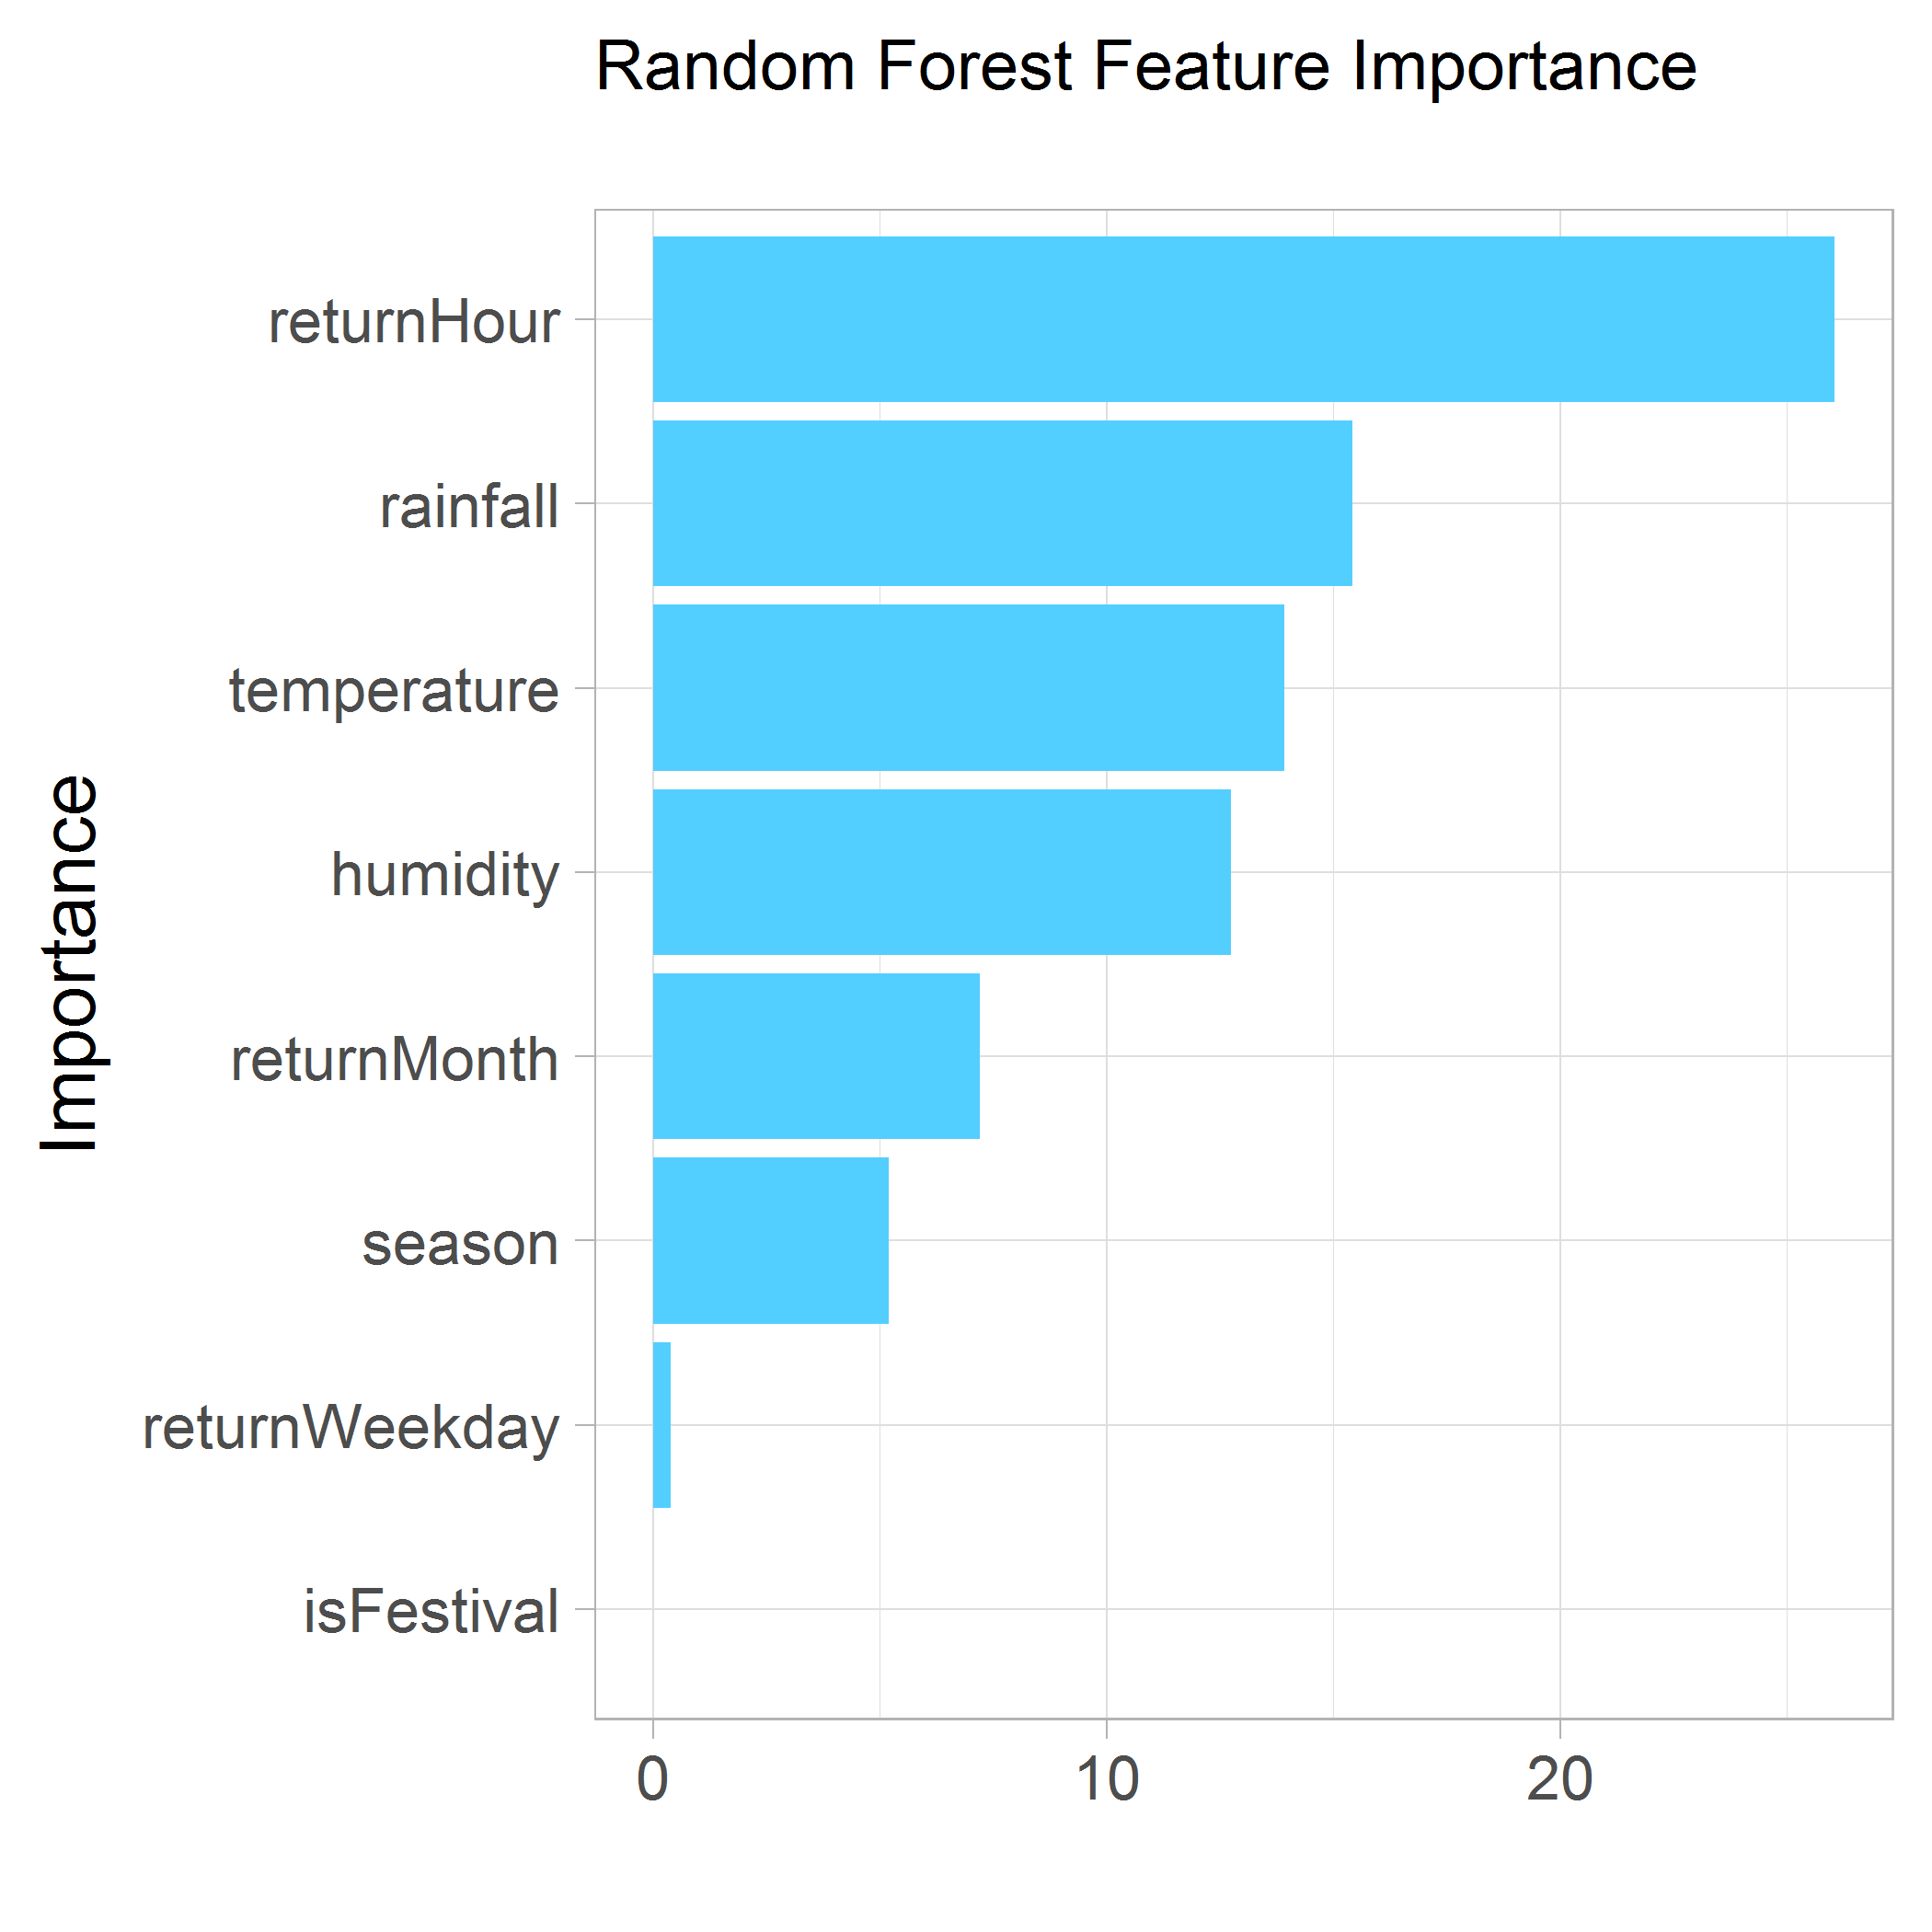 Random Forest Feature Importance
Importance
returnHour
rainfall
temperature
humidity
returnMonth
season
returnWeekday
isFestival
0 10 20